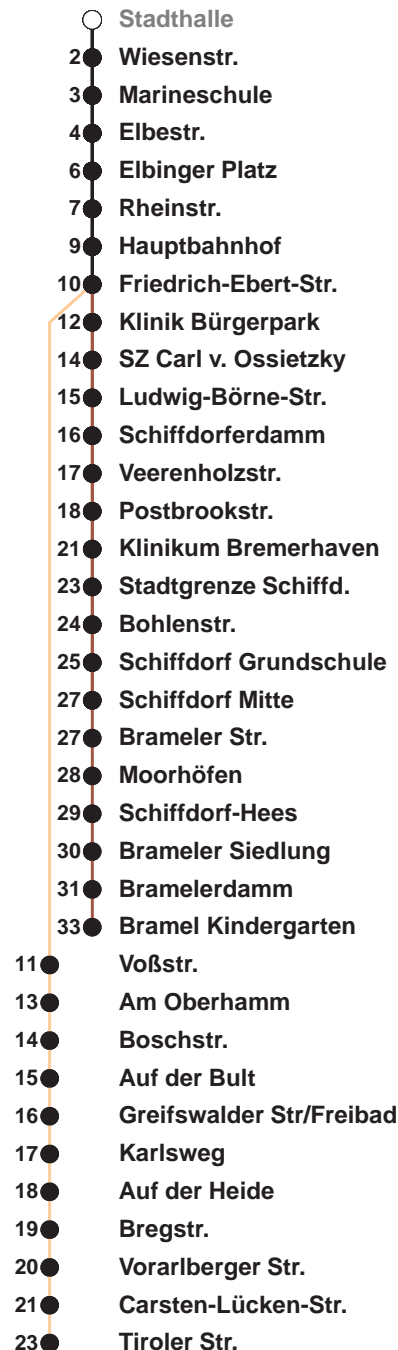 Stadthalle
2 Wiesenstr.
3 Marineschule
4 Elbestr.
6 Elbinger Platz
7 Rheinstr.
9 Hauptbahnhof
10 Friedrich-Ebert-Str.
12 Klinik Bürgerpark
14 SZ Carl v. Ossietzky
15 Ludwig-Börne-Str.
16 Schiffdorferdamm
17 Veerenholzstr.
18 Postbrookstr.
21 Klinikum Bremerhaven
23 Stadtgrenze Schiffd.
24 Bohlenstr.
25 Schiffdorf Grundschule
27 Schiffdorf Mitte
27 Brameler Str.
28 Moorhöfen
29 Schiffdorf-Hees
30 Brameler Siedlung
31 Bramelerdamm
33 Bramel Kindergarten
11 Voßstr.
13 Am Oberhamm
14 Boschstr.
15 Auf der Bult
16 Greifswalder Str/Freibad
17 Karlsweg
18 Auf der Heide
19 Bregstr.
20 Vorarlberger Str.
21 Carsten-Lücken-Str.
23 Tiroler Str.